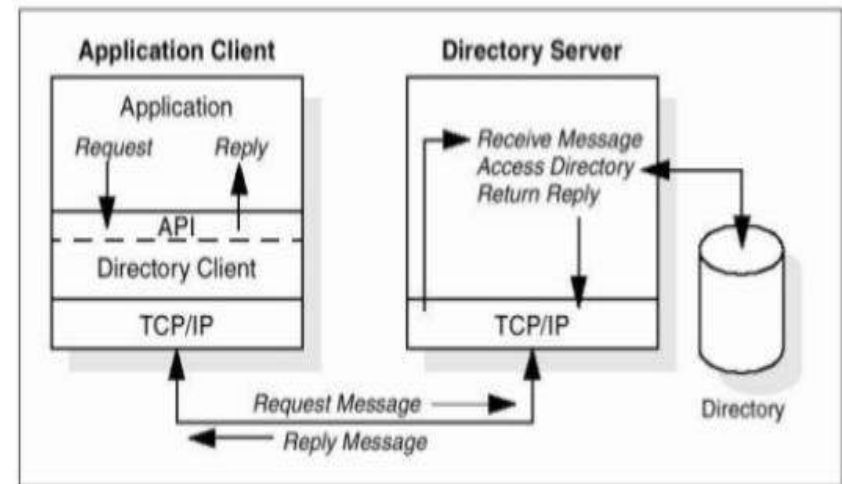 Application Client
Directory Server
Application
Request
Reply
API
Directory Client
TCP/IP
Receive Message
Access Directory
Return Reply
TCP/IP
Directory
Request Message
Reply Message